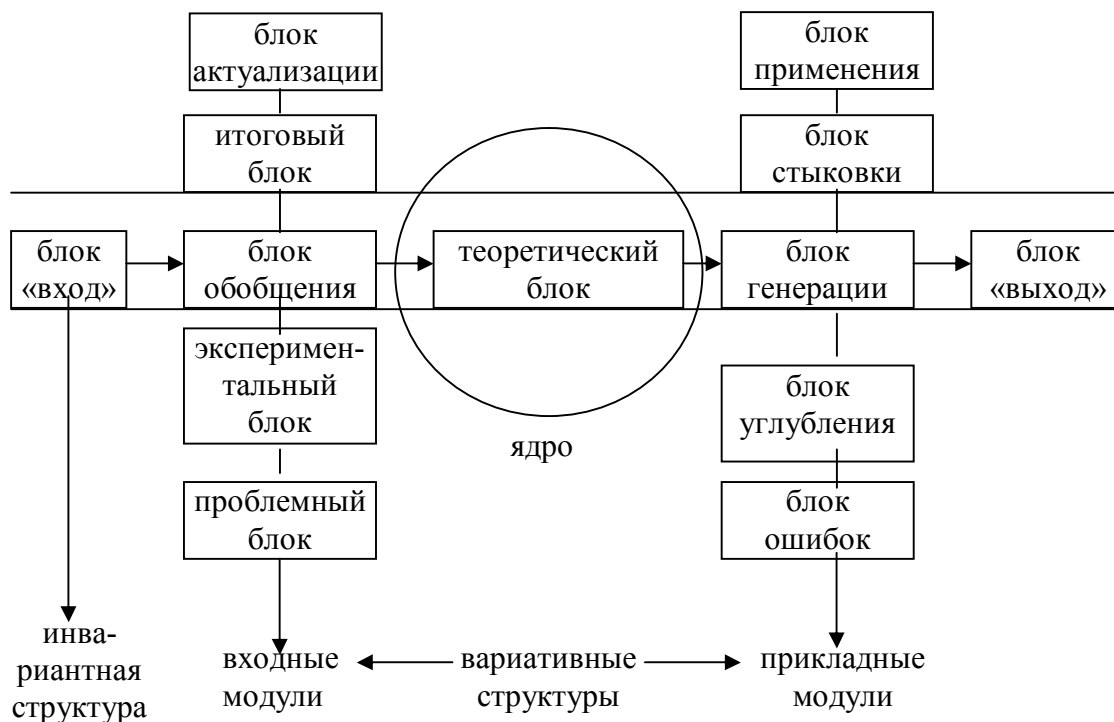 блок
актуализации
блок
применения
итоговый
блок
блок
стыковки
блок
«вход»
блок
обобщения
теоретический
блок
блок
генерации
блок
«выход»
эксперимен-
тальный
блок
блок
углубления
ядро
проблемный
блок
блок
ошибок
инва-
риантная
структура
входные
модули
вариативные
структуры
прикладные
модули